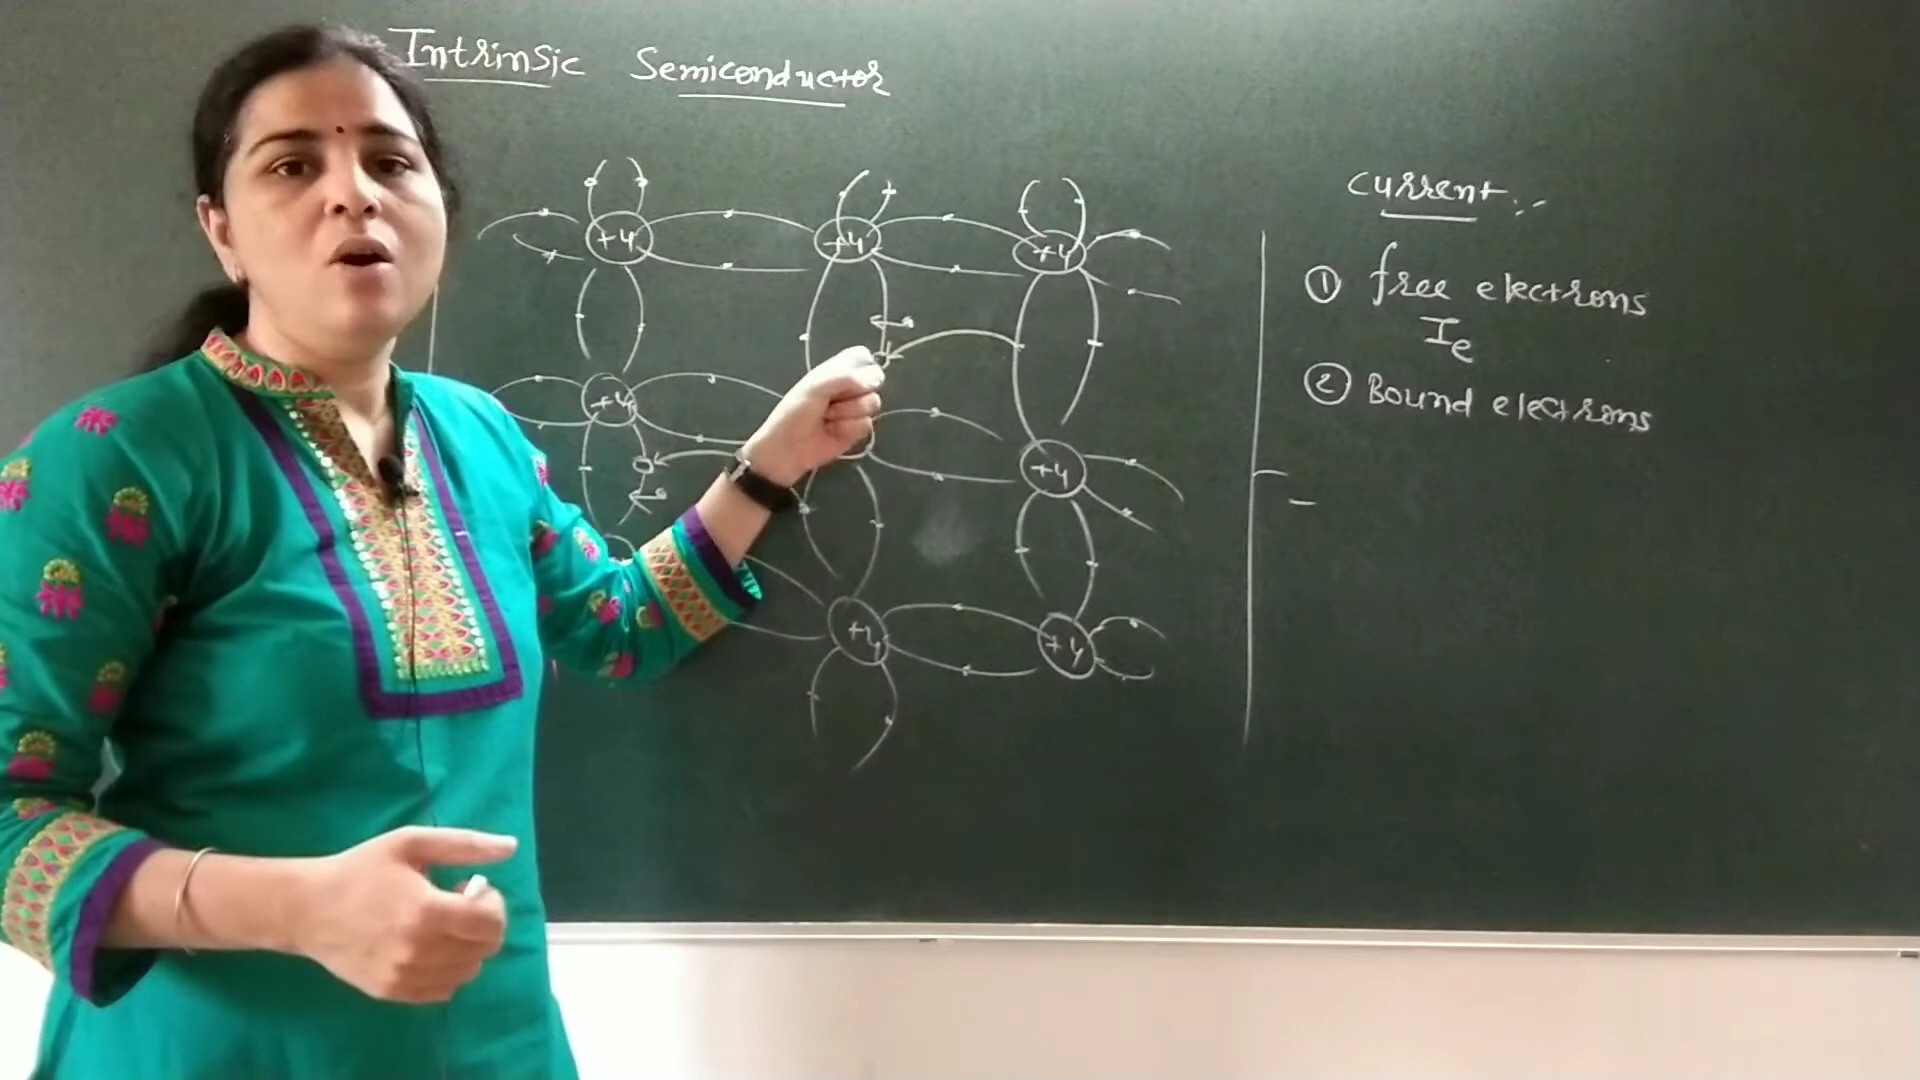 Intrinsic Semiconductor
+4 +4 +4
+4 +4
+4 +4
Current :-
① free electrons
Ie
② Bound electrons
-